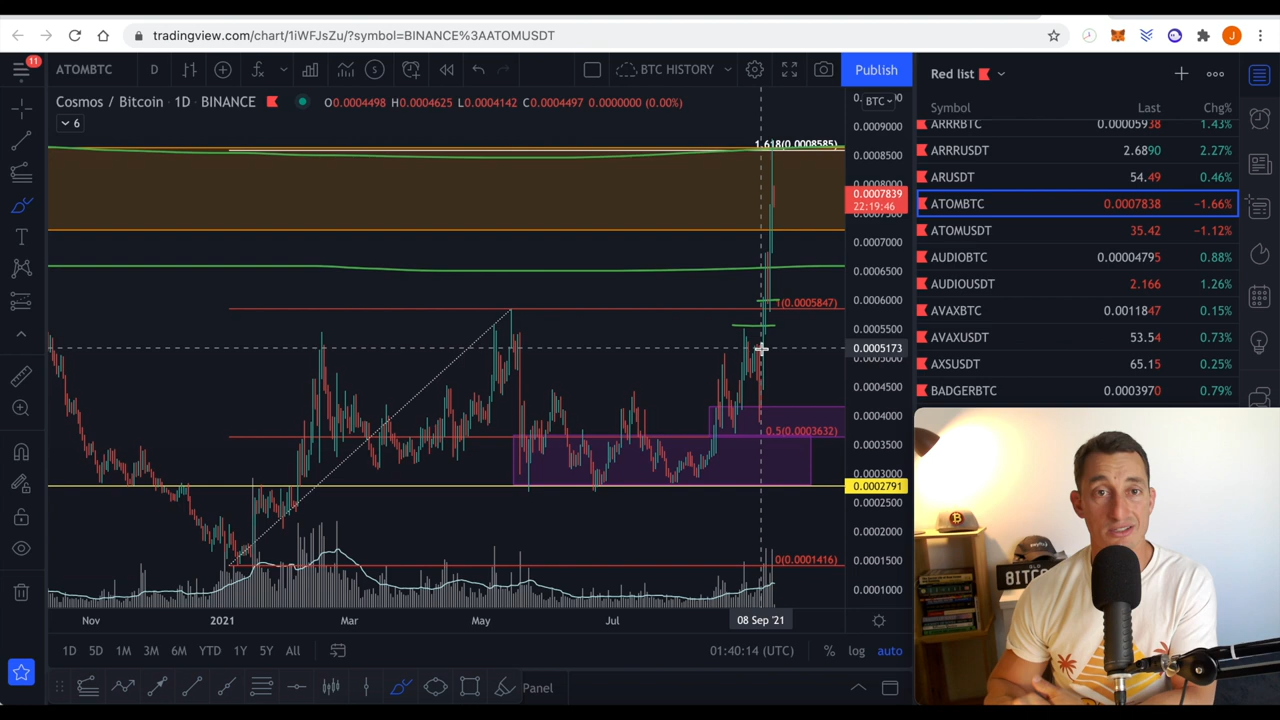 tradingview.com/chart/1iWFJsZu/?symbol=BINANCE%3AATOMUSDT
J
11
ATOMBTC
D
BTC HISTORY
Publish
Cosmos / Bitcoin · 1D · BINANCE
O0.0004498 H0.0004625 L0.0004142 C0.0004497 0.0000000 (0.00%)
6
BTC
0.0009000
0.0008500
0.0008000
0.0007839
22:19:46
0.0007000
0.0006500
0.0006000
0.0005500
0.0005173
0.0005000
0.0004500
0.0004000
0.0003500
0.0003000
0.0002791
0.0002500
0.0002000
0.0001500
0.0001000
1.618(0.0008585)
1(0.0005847)
0.5(0.0003632)
0(0.0001416)
Nov
2021
Mar
May
Jul
08 Sep '21
1D 5D 1M 3M 6M YTD 1Y 5Y All
01:40:14 (UTC)
% log auto
Panel
Red list
Symbol Last Chg%
ARRRBTC 0.00005938 1.43%
ARRRUSDT 2.6890 2.27%
ARUSDT 54.49 0.46%
ATOMBTC 0.0007838 −1.66%
ATOMUSDT 35.42 −1.12%
AUDIOBTC 0.00004795 0.88%
AUDIOUSDT 2.166 1.26%
AVAXBTC 0.0011847 0.15%
AVAXUSDT 53.54 0.73%
AXSUSDT 65.15 0.25%
BADGERBTC 0.0003970 0.79%